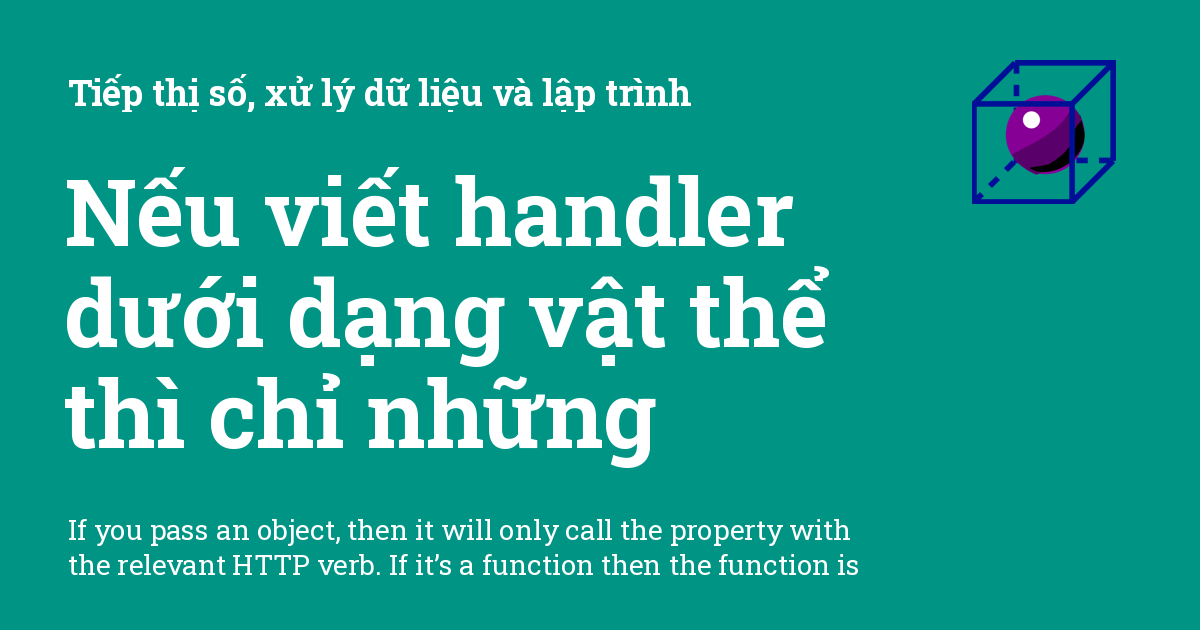 Tiếp thị số, xử lý dữ liệu và lập trình
Nếu viết handler
dưới dạng vật thể
thì chỉ những
If you pass an object, then it will only call the property with
the relevant HTTP verb. If it’s a function then the function is